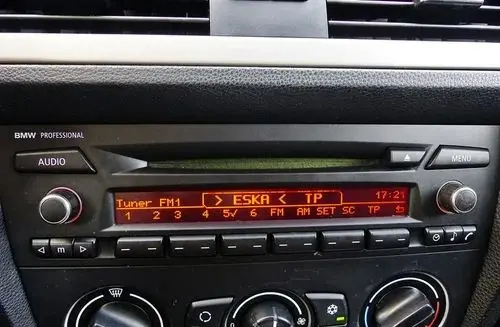 BMW PROFESSIONAL
AUDIO
MENU
Tuner FM1 > ESKA < TP 17:21
1 2 3 4 5✓ 6 FM AM SET SC TP
m